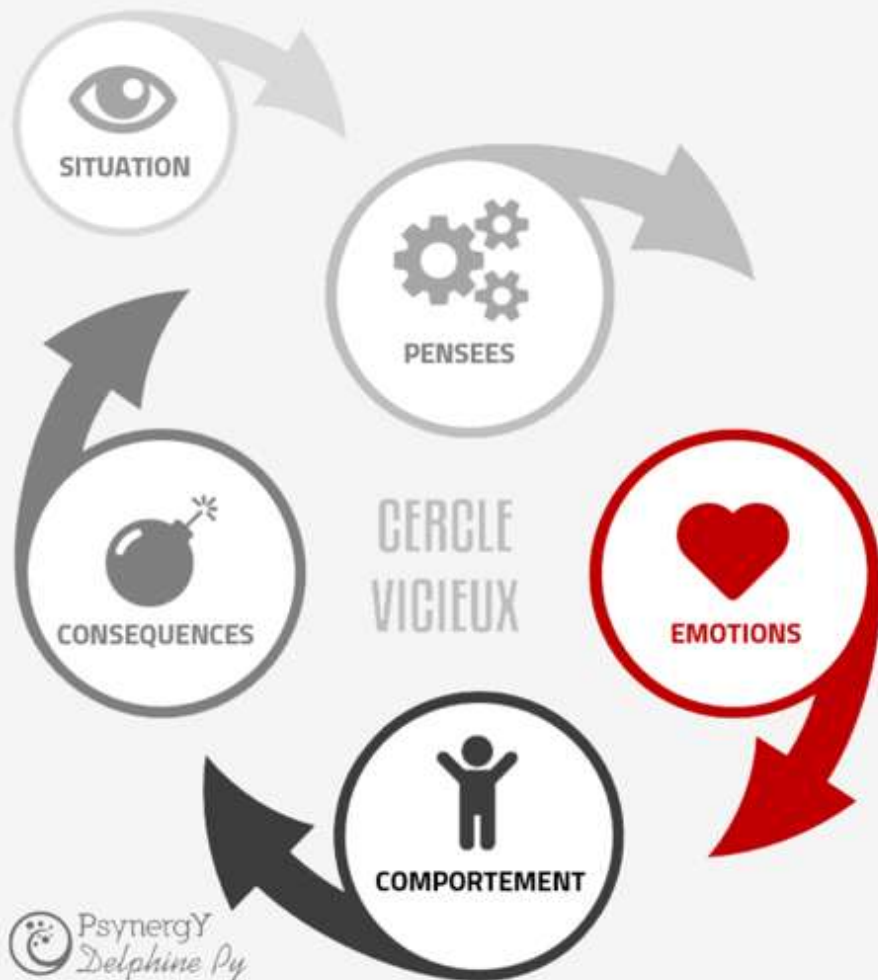 SITUATION
PENSEES
EMOTIONS
COMPORTEMENT
CONSEQUENCES
CERCLE
VICIEUX
PsynergY
Delphine Py